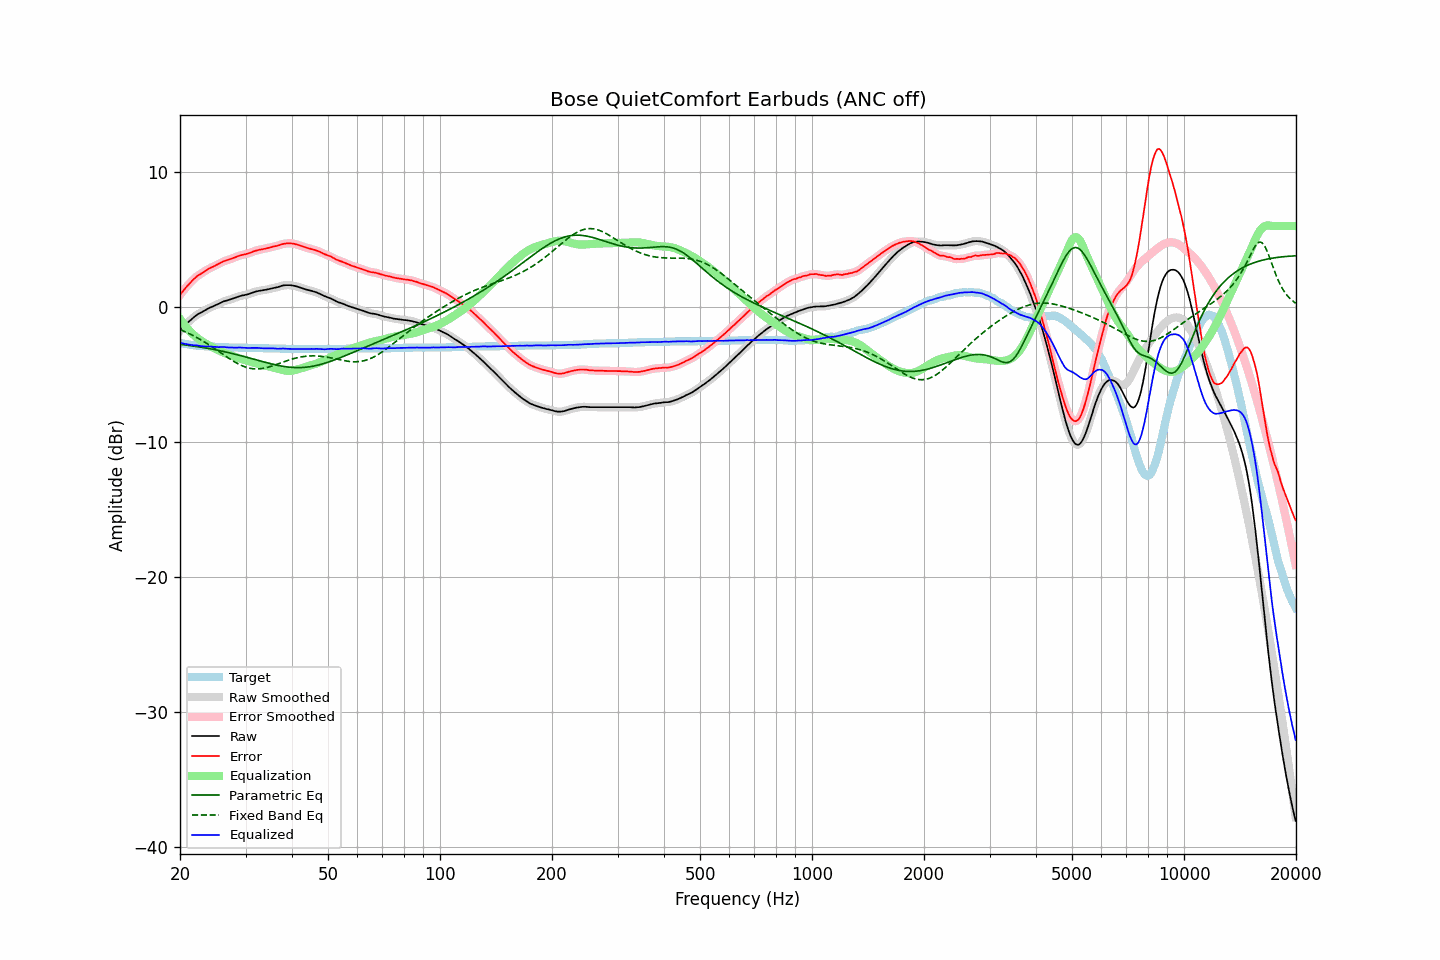 Bose QuietComfort Earbuds (ANC off)
10
0
−10
−20
−30
−40
Amplitude (dBr)
Target
Raw Smoothed
Error Smoothed
Raw
Error
Equalization
Parametric Eq
Fixed Band Eq
Equalized
20 50 100 200 500 1000 2000 5000 10000 20000
Frequency (Hz)